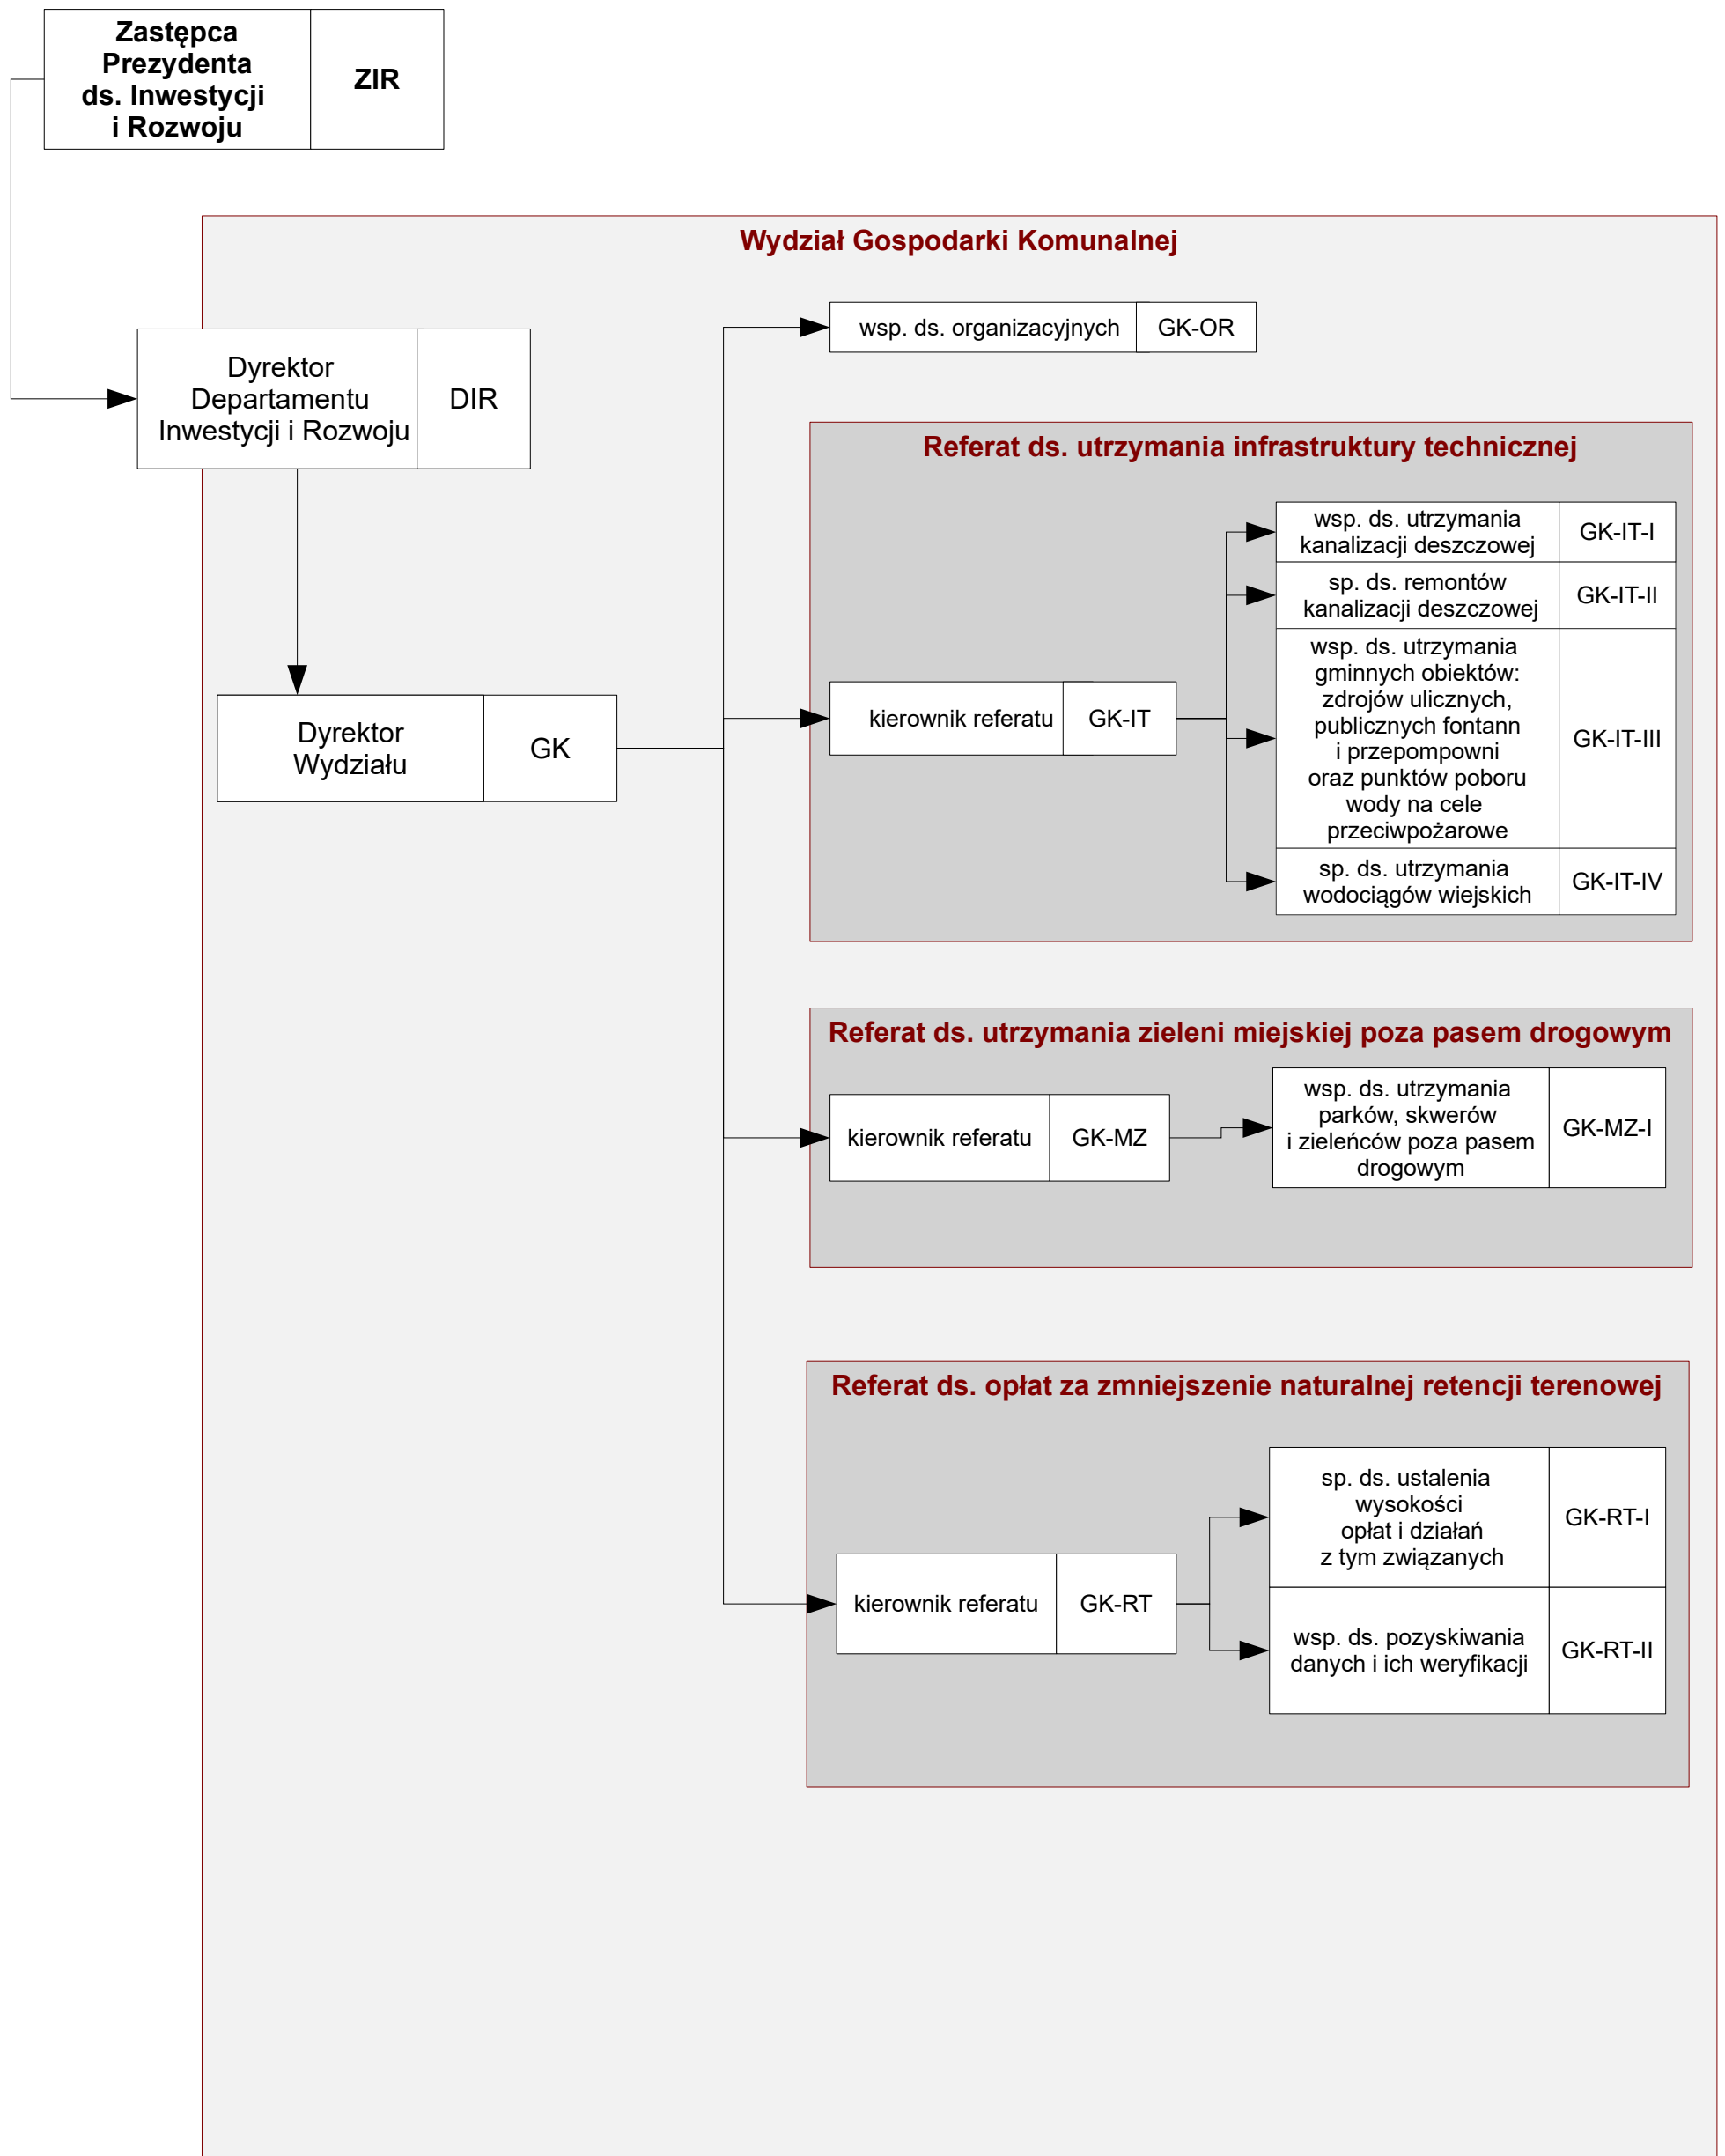 Zastępca
Prezydenta
ds. Inwestycji
i Rozwoju
ZIR
Wydział Gospodarki Komunalnej
Dyrektor
Departamentu
Inwestycji i Rozwoju
DIR
Dyrektor
Wydziału
GK
wsp. ds. organizacyjnych
GK-OR
Referat ds. utrzymania infrastruktury technicznej
kierownik referatu
GK-IT
wsp. ds. utrzymania
kanalizacji deszczowej
GK-IT-I
sp. ds. remontów
kanalizacji deszczowej
GK-IT-II
wsp. ds. utrzymania
gminnych obiektów:
zdrojów ulicznych,
publicznych fontann
i przepompowni
oraz punktów poboru
wody na cele
przeciwpożarowe
GK-IT-III
sp. ds. utrzymania
wodociągów wiejskich
GK-IT-IV
Referat ds. utrzymania zieleni miejskiej poza pasem drogowym
kierownik referatu
GK-MZ
wsp. ds. utrzymania
parków, skwerów
i zieleńców poza pasem
drogowym
GK-MZ-I
Referat ds. opłat za zmniejszenie naturalnej retencji terenowej
kierownik referatu
GK-RT
sp. ds. ustalenia
wysokości
opłat i działań
z tym związanych
GK-RT-I
wsp. ds. pozyskiwania
danych i ich weryfikacji
GK-RT-II